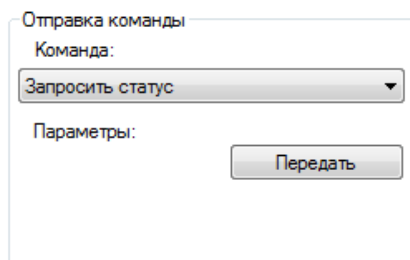 Отправка команды
Команда:
Запросить статус
Параметры:
Передать